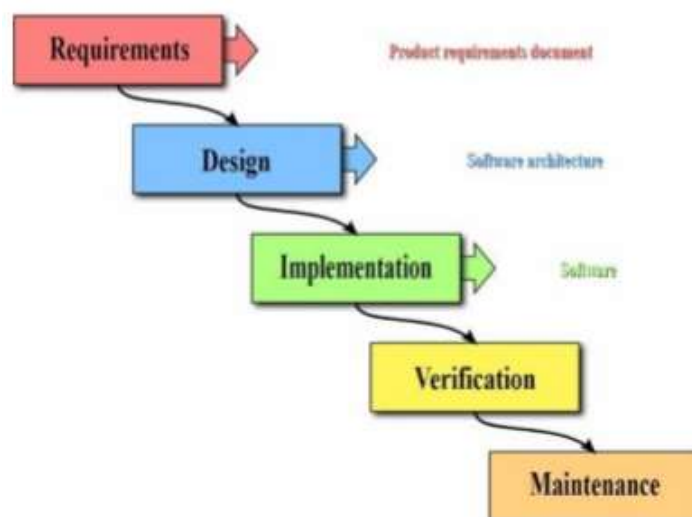 Requirements
Product requirements document
Design
Software architecture
Implementation
Software
Verification
Maintenance